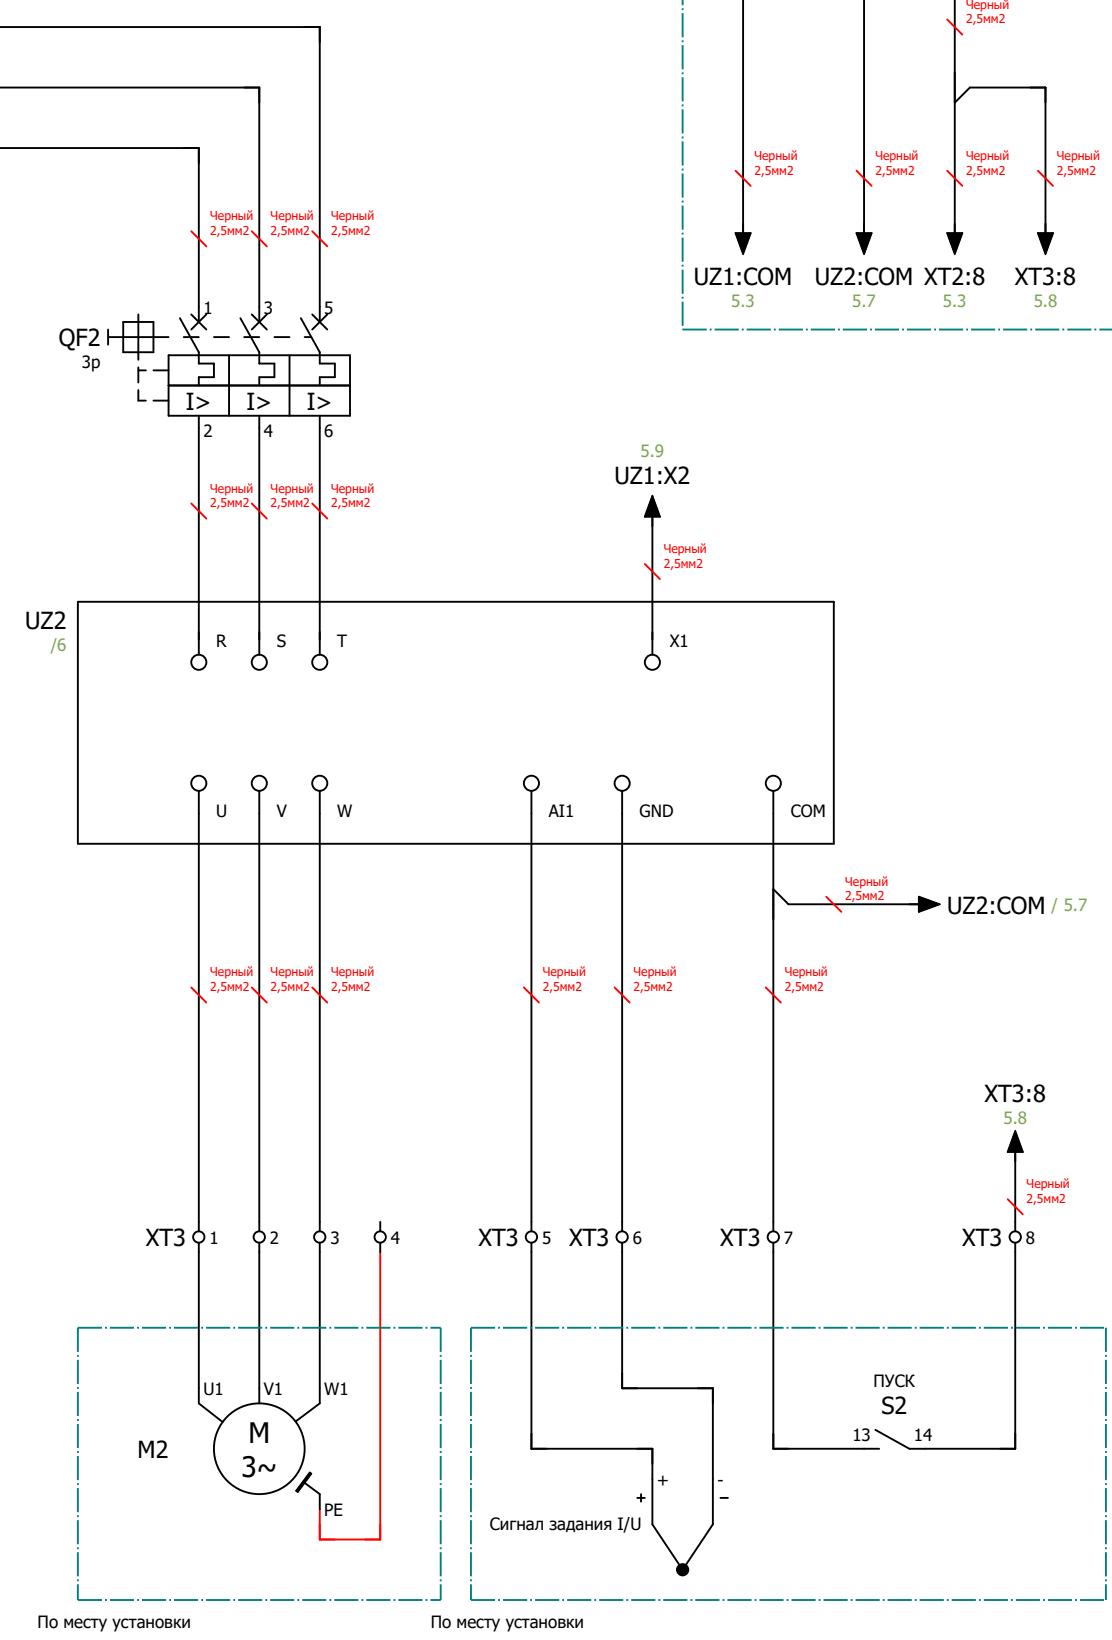 Черный
2,5мм2
Черный
2,5мм2
Черный
2,5мм2
Черный
2,5мм2
Черный
2,5мм2
UZ1:COM
5.3
UZ2:COM
5.7
XT2:8
5.3
XT3:8
5.8
Черный
2,5мм2
Черный
2,5мм2
Черный
2,5мм2
1
3
5
QF2
3p
I>
I>
I>
2
4
6
Черный
2,5мм2
Черный
2,5мм2
Черный
2,5мм2
5.9
UZ1:X2
Черный
2,5мм2
UZ2
/6
R
S
T
X1
U
V
W
AI1
GND
COM
Черный
2,5мм2
UZ2:COM / 5.7
Черный
2,5мм2
Черный
2,5мм2
Черный
2,5мм2
Черный
2,5мм2
Черный
2,5мм2
Черный
2,5мм2
XT3:8
5.8
Черный
2,5мм2
XT3 1
2
3
4
XT3 5
XT3 6
XT3 7
XT3 8
U1
V1
W1
M2
M
3~
PE
ПУСК
S2
13
14
+
-
+
−
Сигнал задания I/U
По месту установки
По месту установки